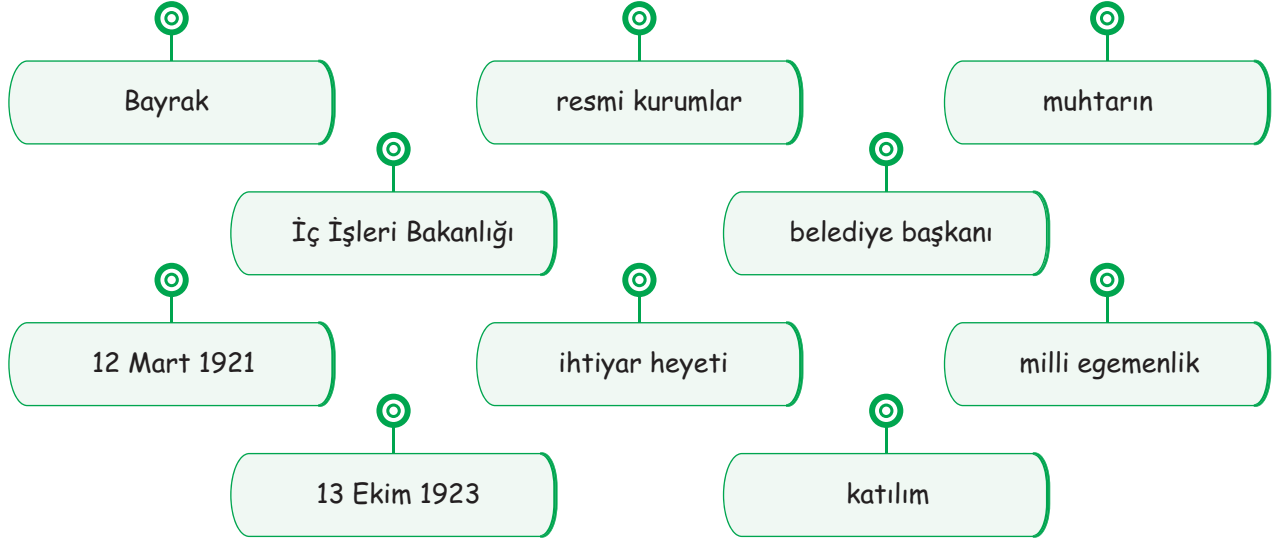 Bayrak
resmi kurumlar
muhtarın
İç İşleri Bakanlığı
belediye başkanı
12 Mart 1921
ihtiyar heyeti
milli egemenlik
13 Ekim 1923
katılım